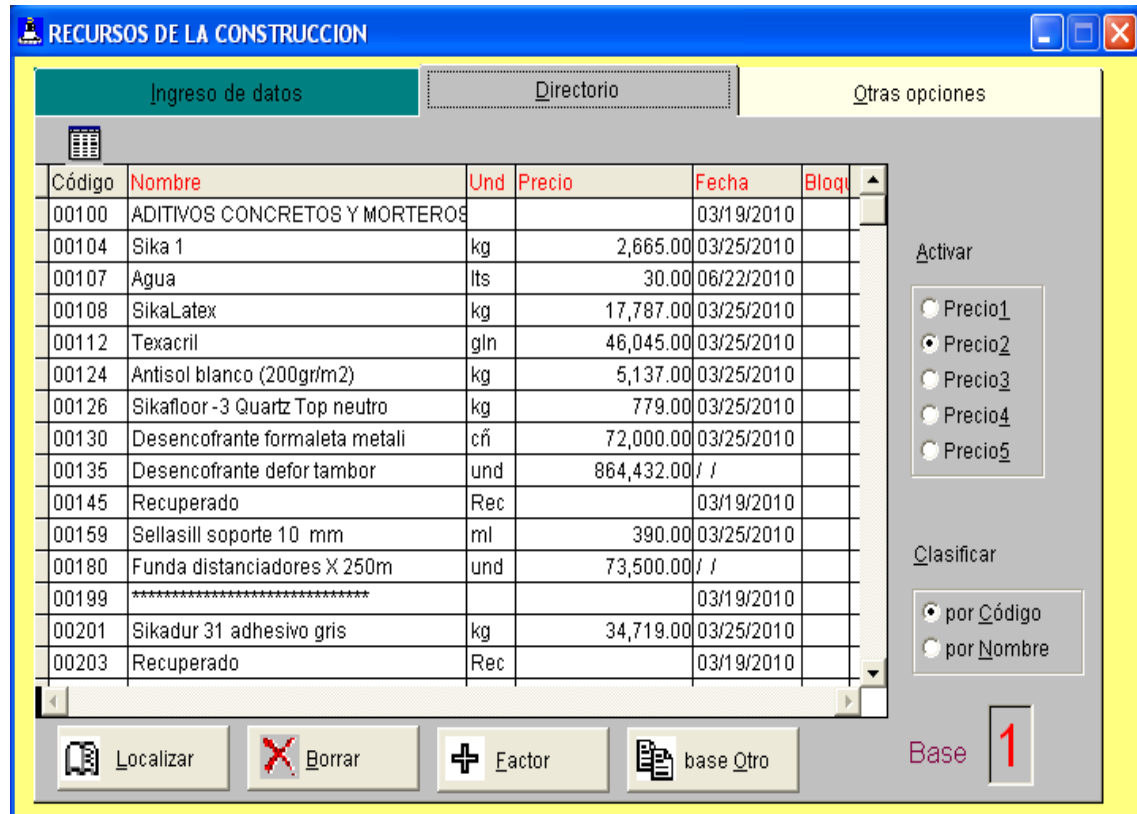 RECURSOS DE LA CONSTRUCCION
Ingreso de datos Directorio Otras opciones
Código Nombre Und Precio Fecha Bloqu
00100 ADITIVOS CONCRETOS Y MORTEROS 03/19/2010
00104 Sika 1 kg 2,665.00 03/25/2010
00107 Agua lts 30.00 06/22/2010
00108 SikaLatex kg 17,787.00 03/25/2010
00112 Texacril gln 46,045.00 03/25/2010
00124 Antisol blanco (200gr/m2) kg 5,137.00 03/25/2010
00126 Sikafloor -3 Quartz Top neutro kg 779.00 03/25/2010
00130 Desencofrante formaleta metali cñ 72,000.00 03/25/2010
00135 Desencofrante defor tambor und 864,432.00 / /
00145 Recuperado Rec 03/19/2010
00159 Sellasill soporte 10 mm ml 390.00 03/25/2010
00180 Funda distanciadores X 250m und 73,500.00 / /
00199 ****************************** 03/19/2010
00201 Sikadur 31 adhesivo gris kg 34,719.00 03/25/2010
00203 Recuperado Rec 03/19/2010
Activar
Precio1
Precio2
Precio3
Precio4
Precio5
Clasificar
por Código
por Nombre
Localizar Borrar Factor base Otro
Base 1